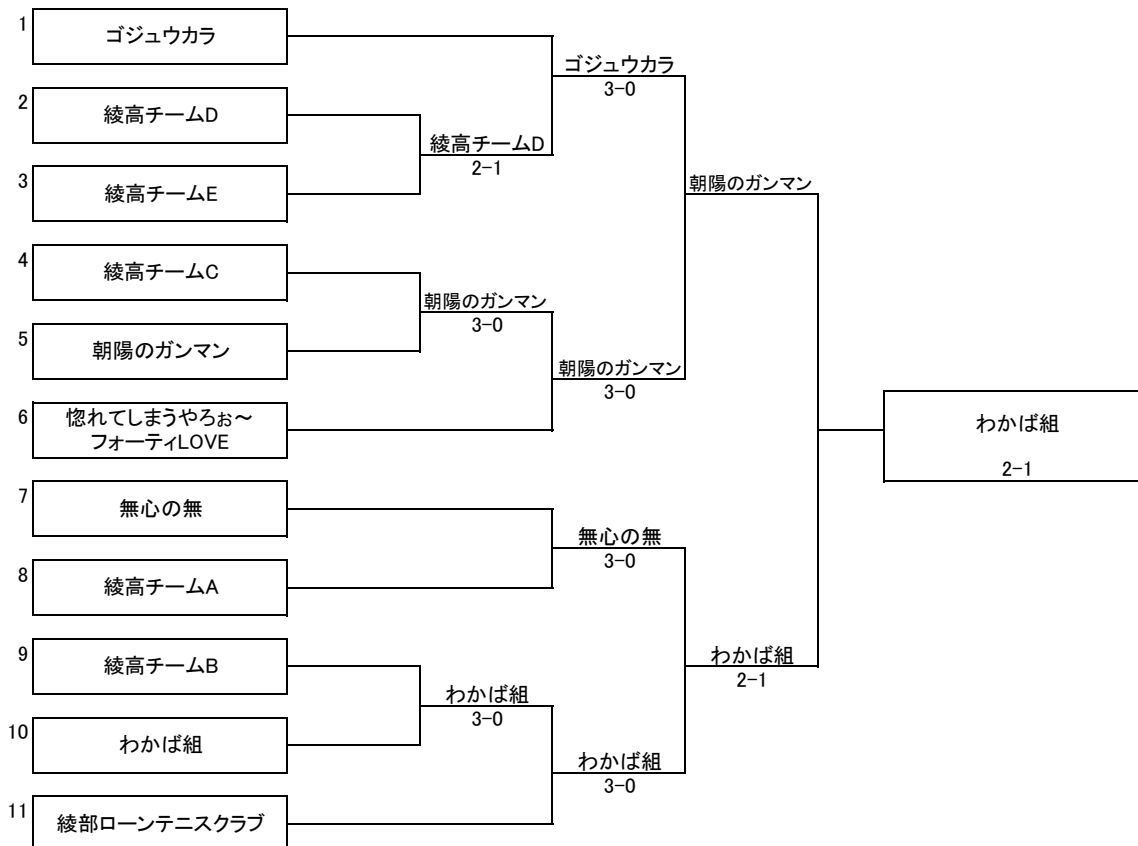 1
ゴジュウカラ
2
綾高チームD
3
綾高チームE
4
綾高チームC
5
朝陽のガンマン
6
惚れてしまうやろぉ～
フォーティLOVE
7
無心の無
8
綾高チームA
9
綾高チームB
10
わかば組
11
綾部ローンテニスクラブ
綾高チームD
2-1
朝陽のガンマン
3-0
わかば組
3-0
ゴジュウカラ
3-0
朝陽のガンマン
3-0
無心の無
3-0
わかば組
3-0
朝陽のガンマン
わかば組
2-1
わかば組
2-1